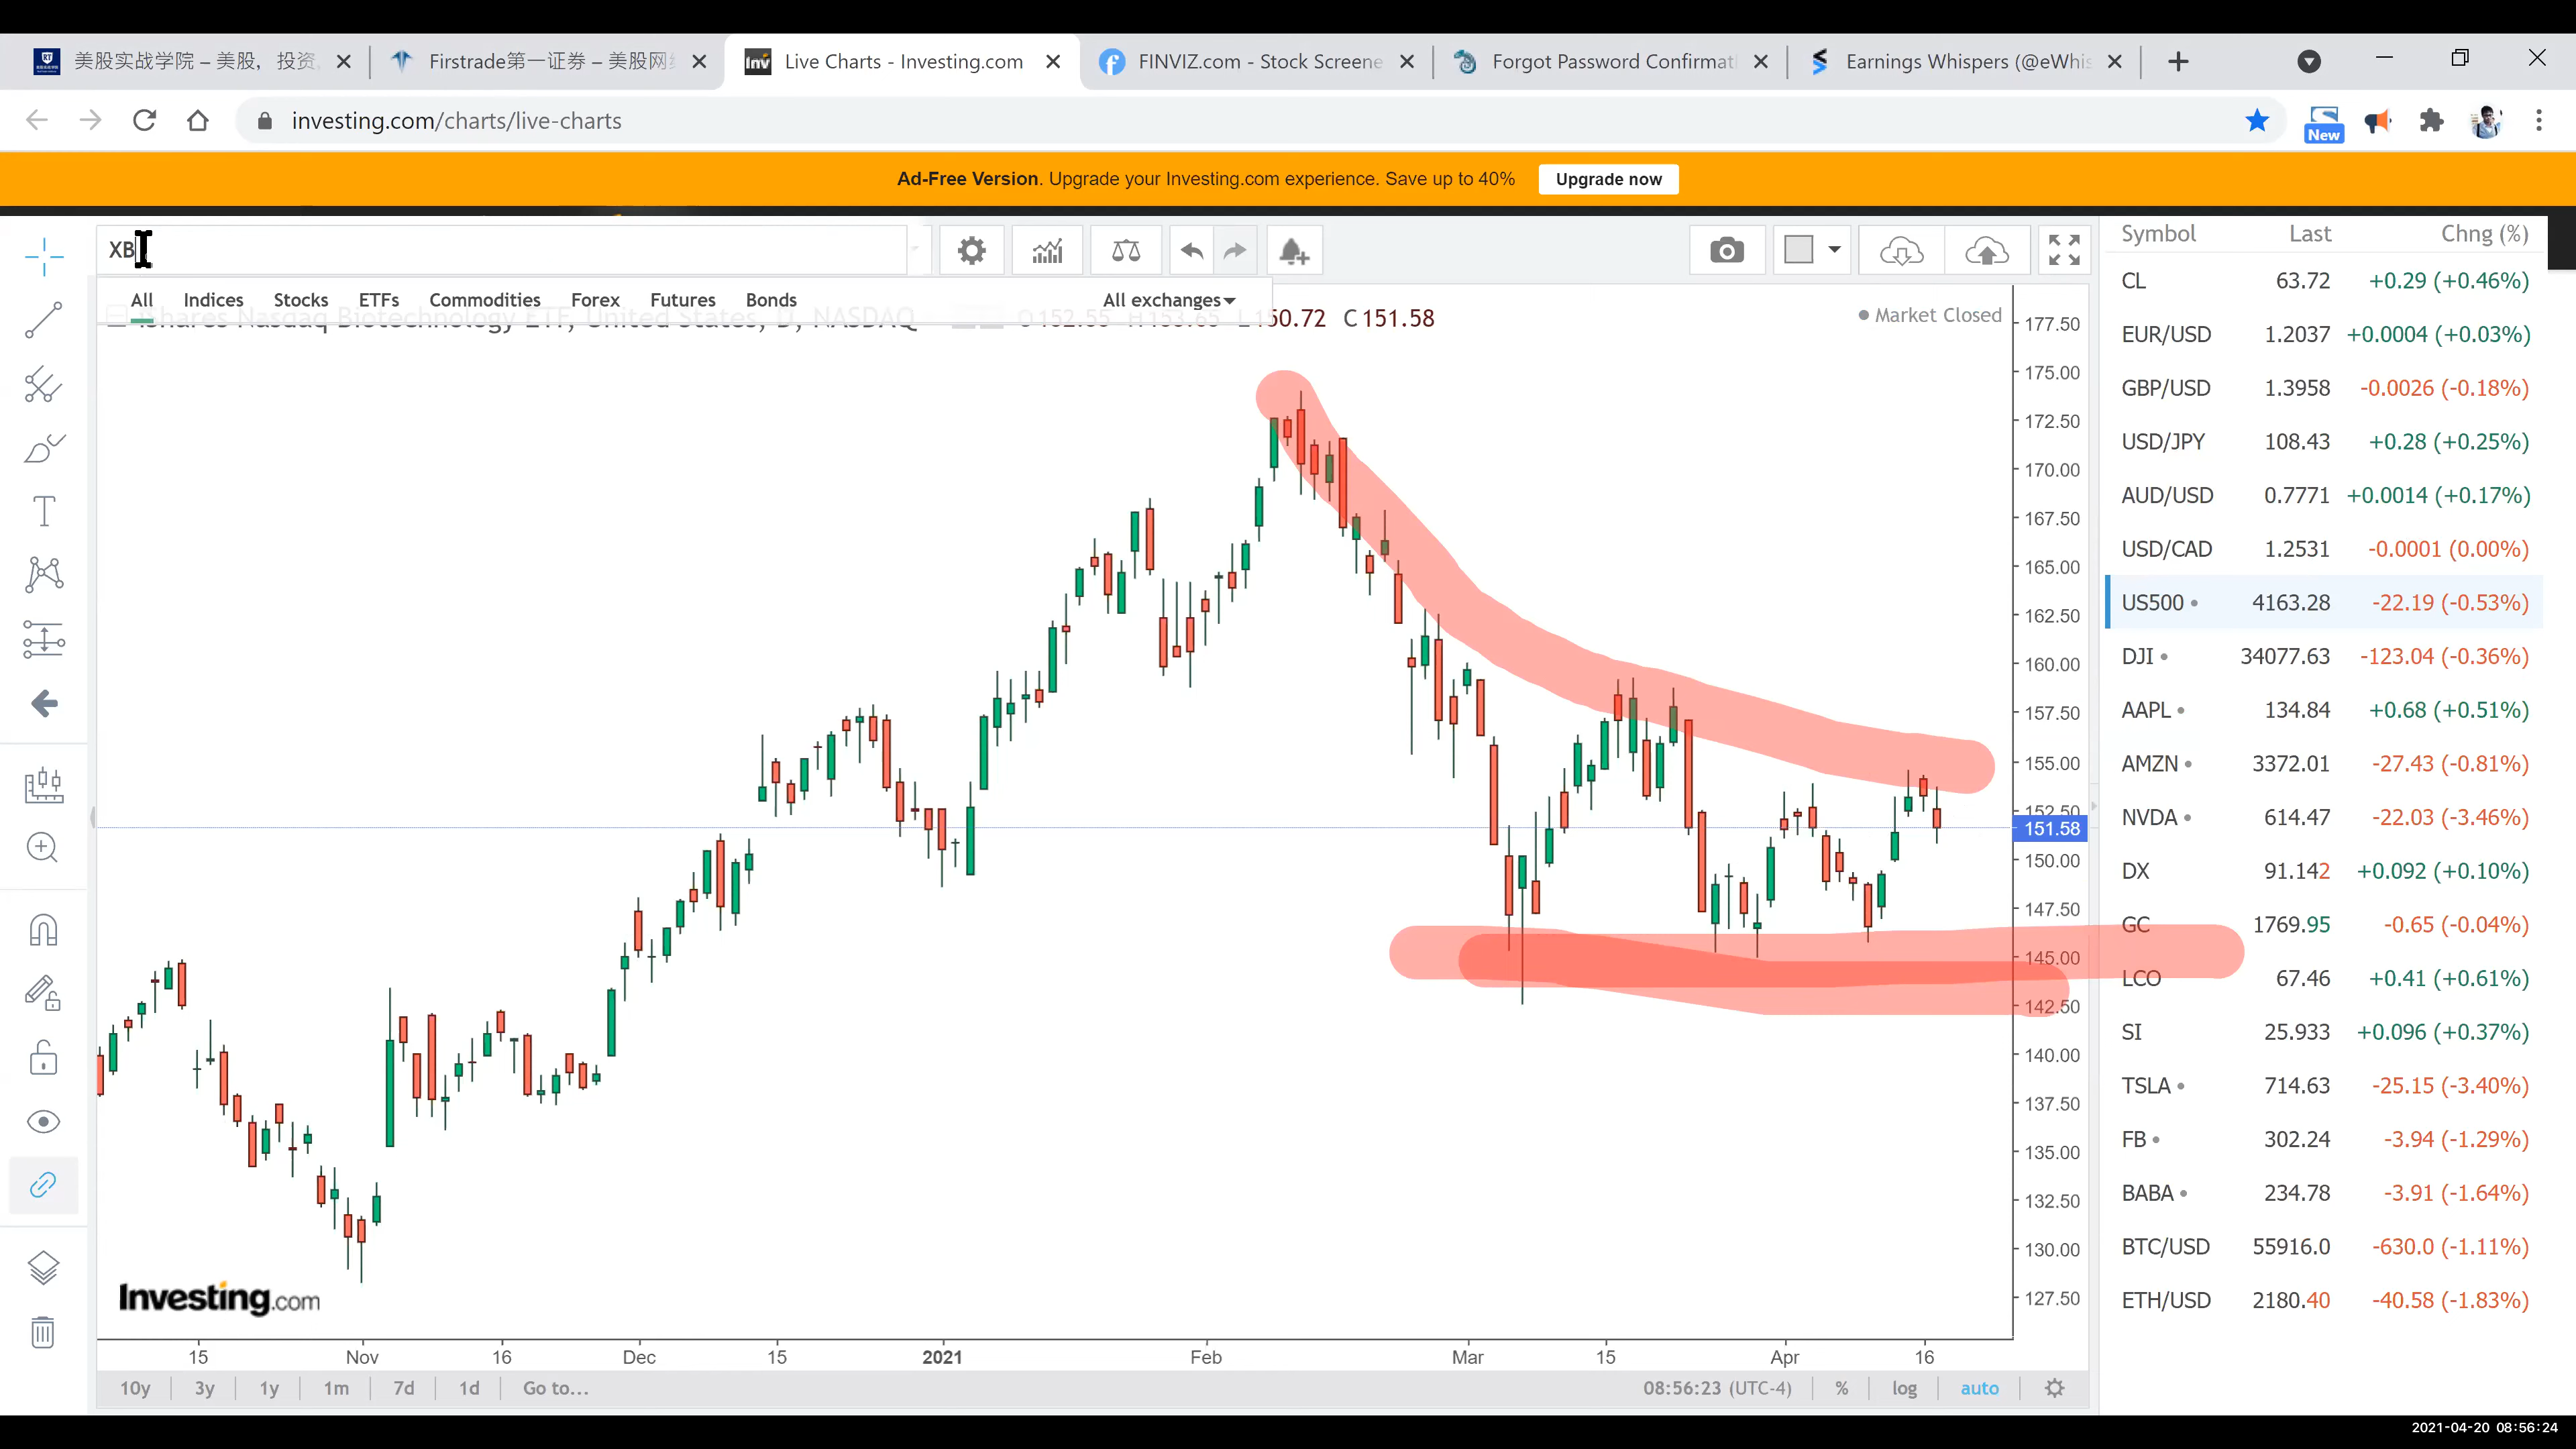 美股实战学院 – 美股，投资
Firstrade第一证券 – 美股网
Live Charts - Investing.com
FINVIZ.com - Stock Screene
Forgot Password Confirmat
Earnings Whispers (@eWhis
investing.com/charts/live-charts
New
Ad-Free Version. Upgrade your Investing.com experience. Save up to 40%
Upgrade now
XB
All Indices Stocks ETFs Commodities Forex Futures Bonds All exchanges
iShares Nasdaq Biotechnology ETF, United States, D, NASDAQ O152.55 H153.65 L150.72 C151.58
Market Closed
177.50
175.00
172.50
170.00
167.50
165.00
162.50
160.00
157.50
155.00
152.50
151.58
150.00
147.50
145.00
142.50
140.00
137.50
135.00
132.50
130.00
127.50
Investing.com
15 Nov 16 Dec 15 2021 Feb Mar 15 Apr 16
10y 3y 1y 1m 7d 1d Go to... 08:56:23 (UTC-4) % log auto
Symbol Last Chng (%)
CL 63.72 +0.29 (+0.46%)
EUR/USD 1.2037 +0.0004 (+0.03%)
GBP/USD 1.3958 -0.0026 (-0.18%)
USD/JPY 108.43 +0.28 (+0.25%)
AUD/USD 0.7771 +0.0014 (+0.17%)
USD/CAD 1.2531 -0.0001 (0.00%)
US500 4163.28 -22.19 (-0.53%)
DJI 34077.63 -123.04 (-0.36%)
AAPL 134.84 +0.68 (+0.51%)
AMZN 3372.01 -27.43 (-0.81%)
NVDA 614.47 -22.03 (-3.46%)
DX 91.142 +0.092 (+0.10%)
GC 1769.95 -0.65 (-0.04%)
LCO 67.46 +0.41 (+0.61%)
SI 25.933 +0.096 (+0.37%)
TSLA 714.63 -25.15 (-3.40%)
FB 302.24 -3.94 (-1.29%)
BABA 234.78 -3.91 (-1.64%)
BTC/USD 55916.0 -630.0 (-1.11%)
ETH/USD 2180.40 -40.58 (-1.83%)
2021-04-20 08:56:24